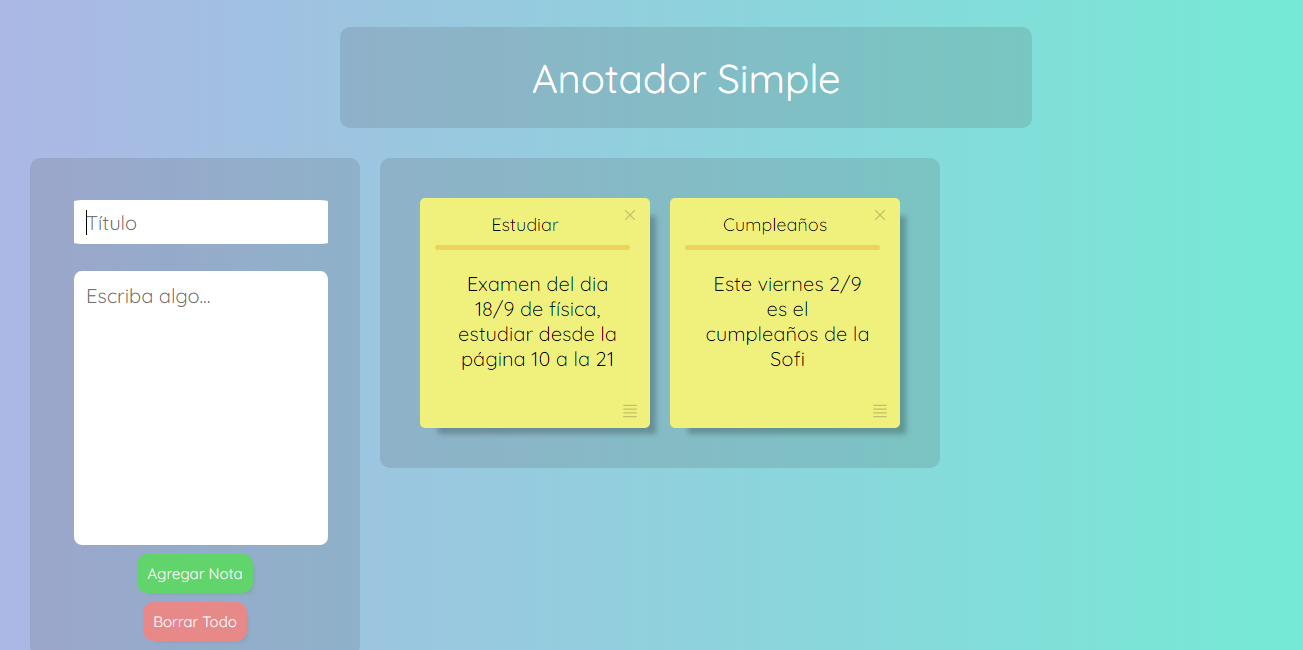 Anotador Simple
Título
Escriba algo...
Agregar Nota
Borrar Todo
Estudiar
Examen del dia
18/9 de física,
estudiar desde la
página 10 a la 21
Cumpleaños
Este viernes 2/9
es el
cumpleaños de la
Sofi